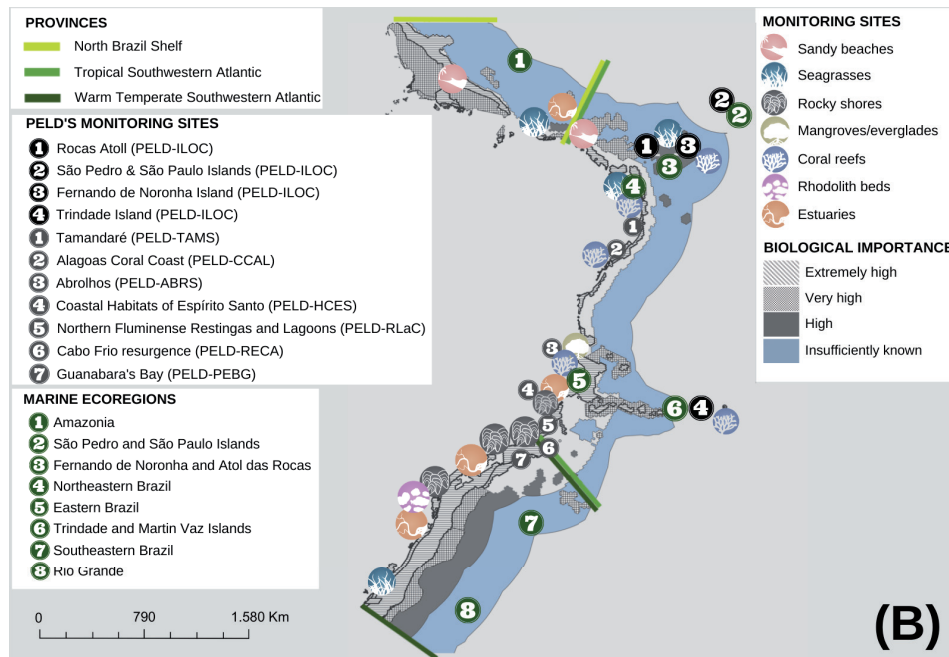 PROVINCES
North Brazil Shelf
Tropical Southwestern Atlantic
Warm Temperate Southwestern Atlantic
PELD'S MONITORING SITES
1 Rocas Atoll (PELD-ILOC)
2 São Pedro & São Paulo Islands (PELD-ILOC)
3 Fernando de Noronha Island (PELD-ILOC)
4 Trindade Island (PELD-ILOC)
1 Tamandaré (PELD-TAMS)
2 Alagoas Coral Coast (PELD-CCAL)
3 Abrolhos (PELD-ABRS)
4 Coastal Habitats of Espírito Santo (PELD-HCES)
5 Northern Fluminense Restingas and Lagoons (PELD-RLaC)
6 Cabo Frio resurgence (PELD-RECA)
7 Guanabara's Bay (PELD-PEBG)
MARINE ECOREGIONS
1 Amazonia
2 São Pedro and São Paulo Islands
3 Fernando de Noronha and Atol das Rocas
4 Northeastern Brazil
5 Eastern Brazil
6 Trindade and Martin Vaz Islands
7 Southeastern Brazil
8 Rio Grande
0 790 1.580 Km
1
2
2
1
3
3
4
1
2
3
5
4
6
4
5
6
7
7
8
MONITORING SITES
Sandy beaches
Seagrasses
Rocky shores
Mangroves/everglades
Coral reefs
Rhodolith beds
Estuaries
BIOLOGICAL IMPORTANCE
Extremely high
Very high
High
Insufficiently known
(B)